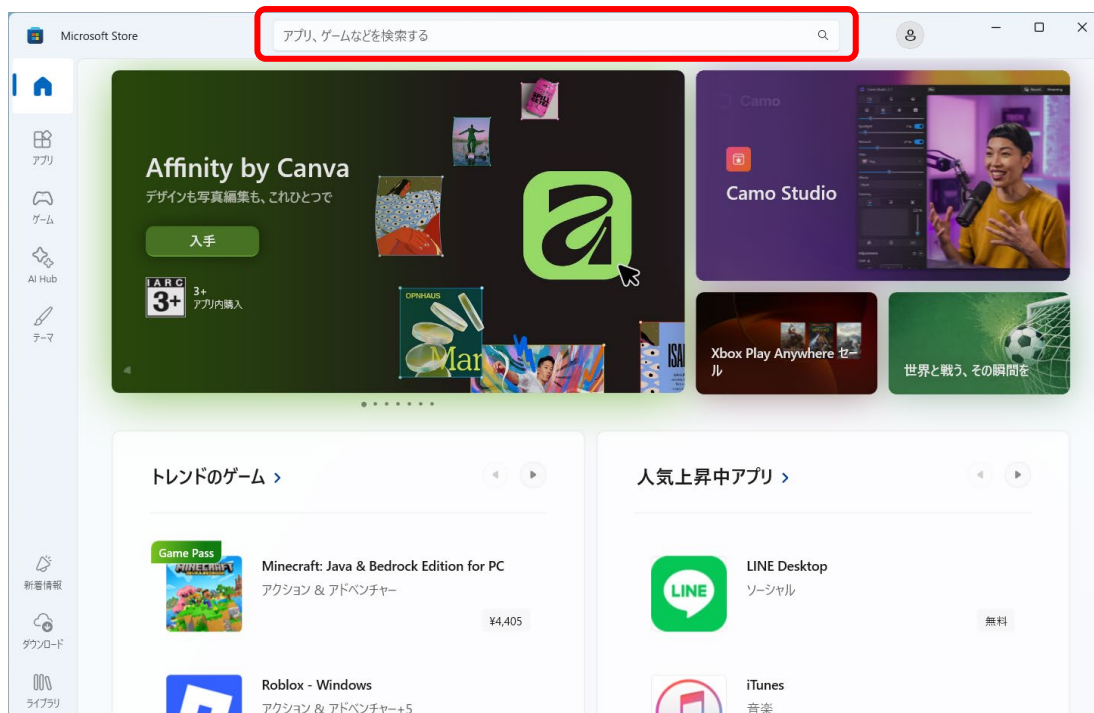 Microsoft Store
アプリ、ゲームなどを検索する
アプリ
ゲーム
AI Hub
テーマ
新着情報
ダウンロード
ライブラリ
Affinity by Canva
デザインも写真編集も、これひとつで
入手
IARC
3+
3+
アプリ内購入
OPNHAUS
Man
Camo
Camo Studio
Xbox Play Anywhere セー
ル
世界と戦う、その瞬間を
トレンドのゲーム
Game Pass
MINECRAFT
Minecraft: Java & Bedrock Edition for PC
アクション & アドベンチャー
¥4,405
Roblox - Windows
アクション & アドベンチャー+5
人気上昇中アプリ
LINE
LINE Desktop
ソーシャル
無料
iTunes
音楽